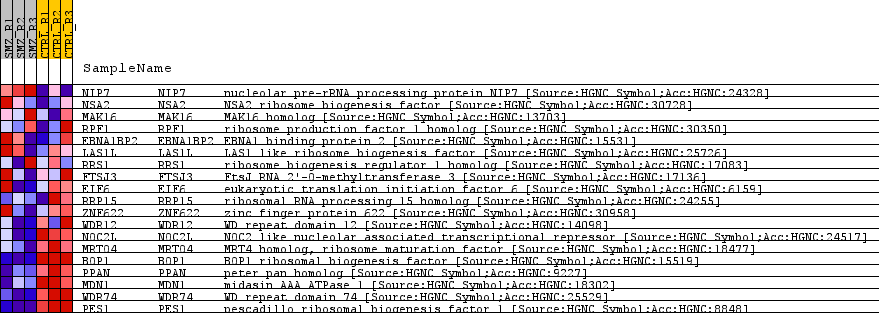 SMZ_R1 SMZ_R2 SMZ_R3 CTRL_R1 CTRL_R2 CTRL_R3
SampleName
NIP7 NIP7 nucleolar pre-rRNA processing protein NIP7 [Source:HGNC Symbol;Acc:HGNC:24328]
NSA2 NSA2 NSA2 ribosome biogenesis factor [Source:HGNC Symbol;Acc:HGNC:30728]
MAK16 MAK16 MAK16 homolog [Source:HGNC Symbol;Acc:HGNC:13703]
RPF1 RPF1 ribosome production factor 1 homolog [Source:HGNC Symbol;Acc:HGNC:30350]
EBNA1BP2 EBNA1BP2 EBNA1 binding protein 2 [Source:HGNC Symbol;Acc:HGNC:15531]
LAS1L LAS1L LAS1 like ribosome biogenesis factor [Source:HGNC Symbol;Acc:HGNC:25726]
RRS1 RRS1 ribosome biogenesis regulator 1 homolog [Source:HGNC Symbol;Acc:HGNC:17083]
FTSJ3 FTSJ3 FtsJ RNA 2'-O-methyltransferase 3 [Source:HGNC Symbol;Acc:HGNC:17136]
EIF6 EIF6 eukaryotic translation initiation factor 6 [Source:HGNC Symbol;Acc:HGNC:6159]
RRP15 RRP15 ribosomal RNA processing 15 homolog [Source:HGNC Symbol;Acc:HGNC:24255]
ZNF622 ZNF622 zinc finger protein 622 [Source:HGNC Symbol;Acc:HGNC:30958]
WDR12 WDR12 WD repeat domain 12 [Source:HGNC Symbol;Acc:HGNC:14098]
NOC2L NOC2L NOC2 like nucleolar associated transcriptional repressor [Source:HGNC Symbol;Acc:HGNC:24517]
MRTO4 MRTO4 MRT4 homolog, ribosome maturation factor [Source:HGNC Symbol;Acc:HGNC:18477]
BOP1 BOP1 BOP1 ribosomal biogenesis factor [Source:HGNC Symbol;Acc:HGNC:15519]
PPAN PPAN peter pan homolog [Source:HGNC Symbol;Acc:HGNC:9227]
MDN1 MDN1 midasin AAA ATPase 1 [Source:HGNC Symbol;Acc:HGNC:18302]
WDR74 WDR74 WD repeat domain 74 [Source:HGNC Symbol;Acc:HGNC:25529]
PES1 PES1 pescadillo ribosomal biogenesis factor 1 [Source:HGNC Symbol;Acc:HGNC:8848]